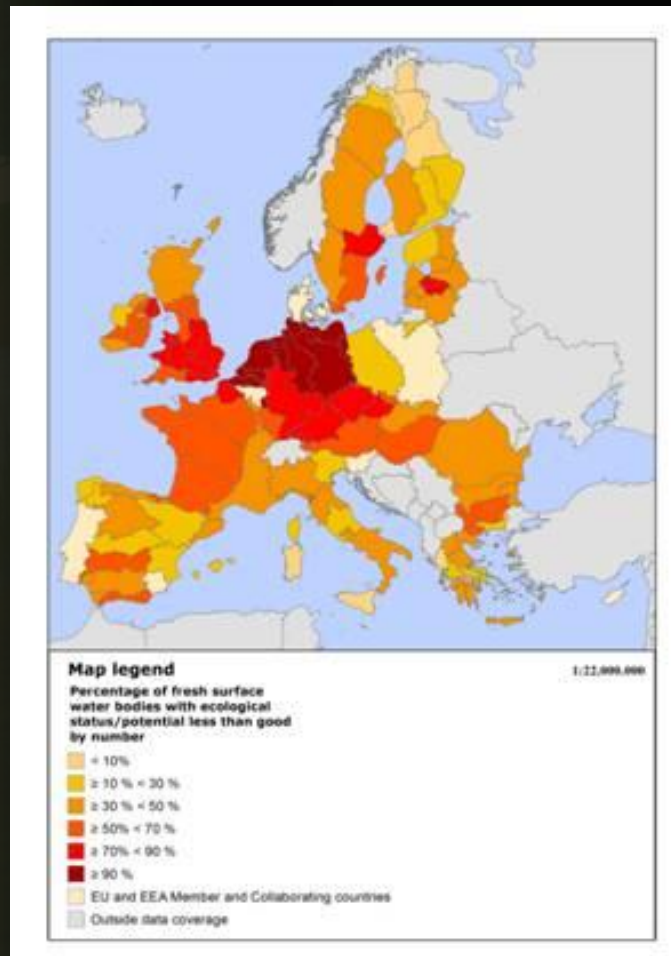 Map legend
1:22,000,000
Percentage of fresh surface
water bodies with ecological
status/potential less than good
by number
< 10%
≥ 10 % < 30 %
≥ 30 % < 50 %
≥ 50% < 70 %
≥ 70% < 90 %
≥ 90 %
EU and EEA Member and Collaborating countries
Outside data coverage